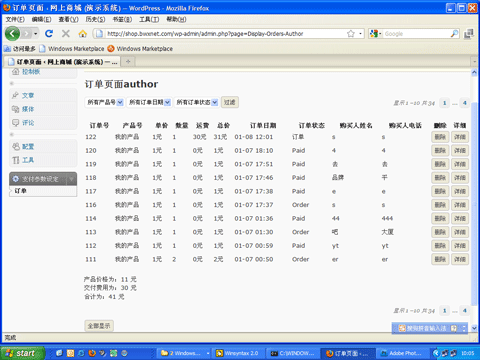 订单页面 ‹ 网上商城 (演示系统) — WordPress - Mozilla Firefox
文件(F) 编辑(E) 查看(V) 历史(S) 书签(B) 工具(T) 帮助(H)
http://shop.bwxnet.com/wp-admin/admin.php?page=Dsplay-Orders-Author
Google
访问最多 Windows Marketplace Windows Marketplace
订单页面 ‹ 网上商城 (演示系统) — ...
控制板
文章
媒体
评论
配置
工具
支付参数设定
订单
订单页面author
所有产品号 所有订单日期 所有订单状态 过滤
显示 1 –10 共 34 1 ... 4
订单号 产品号 单价 数量 运费 总价 订单日期 订单状态 购买人姓名 购买人电话 删除 详细
122 我的产品 1元 1 30元 31元 01-08 12:01 订单 s s 删除 详细
120 我的产品 1元 1 0元 1元 01-07 18:10 Paid 4 4 删除 详细
119 我的产品 1元 1 0元 1元 01-07 17:51 Paid 去 去 删除 详细
118 我的产品 1元 1 0元 1元 01-07 17:46 Paid 品牌 平 删除 详细
117 我的产品 1元 1 0元 1元 01-07 17:38 Paid e e 删除 详细
116 我的产品 1元 1 0元 1元 01-07 17:37 Order s s 删除 详细
114 我的产品 1元 1 0元 1元 01-07 01:36 Paid 44 444 删除 详细
113 我的产品 1元 1 0元 1元 01-07 01:30 Order 吧 大厦 删除 详细
112 我的产品 1元 1 0元 1元 01-07 00:59 Paid yt yt 删除 详细
111 我的产品 1元 2 0元 2元 01-07 00:50 Order er er 删除 详细
产品价格为：11 元
交付费用为：30 元
合计为：41 元
显示 1 –10 共 34 1 ... 4
全部显示
搜狗拼音输入法
完成
start 2 Windows... Winsyntax 2.0 C:\WINDOW... 订单页面 ‹ ... Adobe Phot... 10:05